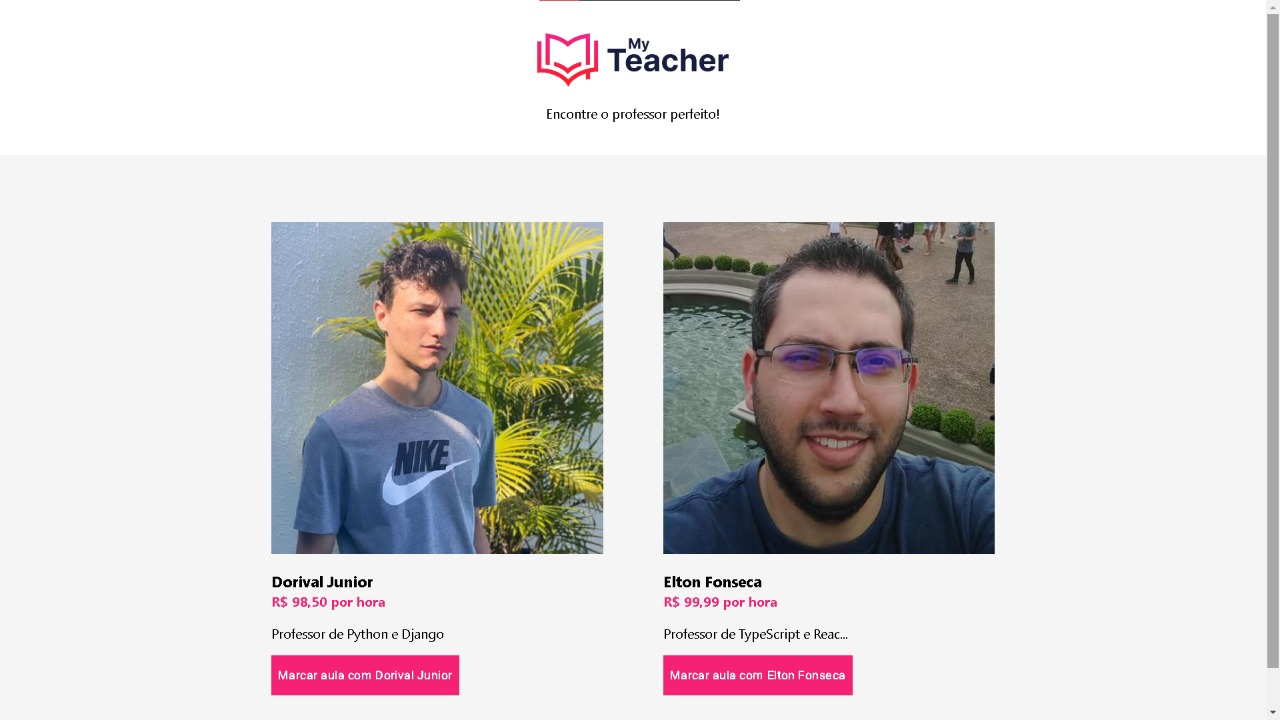 My
Teacher
Encontre o professor perfeito!
NIKE
Dorival Junior
R$ 98,50 por hora
Professor de Python e Django
Marcar aula com Dorival Junior
Elton Fonseca
R$ 99,99 por hora
Professor de TypeScript e Reac...
Marcar aula com Elton Fonseca